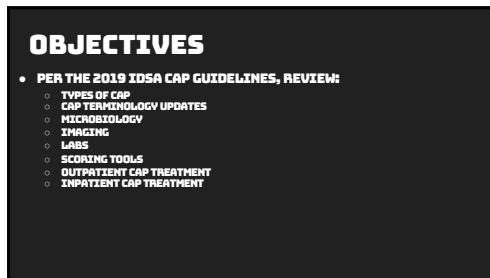 OBJECTIVES
● PER THE 2019 IDSA CAP GUIDELINES, REVIEW:
○ TYPES OF CAP
○ CAP TERMINOLOGY UPDATES
○ MICROBIOLOGY
○ IMAGING
○ LABS
○ SCORING TOOLS
○ OUTPATIENT CAP TREATMENT
○ INPATIENT CAP TREATMENT